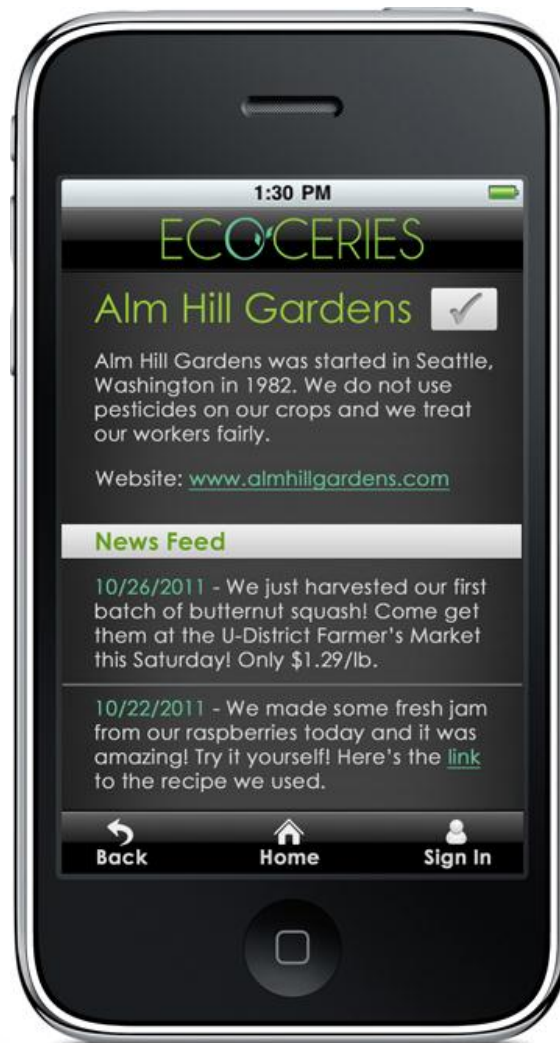 1:30 PM
ECO'CERIES
Alm Hill Gardens
Alm Hill Gardens was started in Seattle,
Washington in 1982. We do not use
pesticides on our crops and we treat
our workers fairly.
Website: www.almhillgardens.com
News Feed
10/26/2011 - We just harvested our first
batch of butternut squash! Come get
them at the U-District Farmer's Market
this Saturday! Only $1.29/lb.
10/22/2011 - We made some fresh jam
from our raspberries today and it was
amazing! Try it yourself! Here's the link
to the recipe we used.
Back Home Sign In